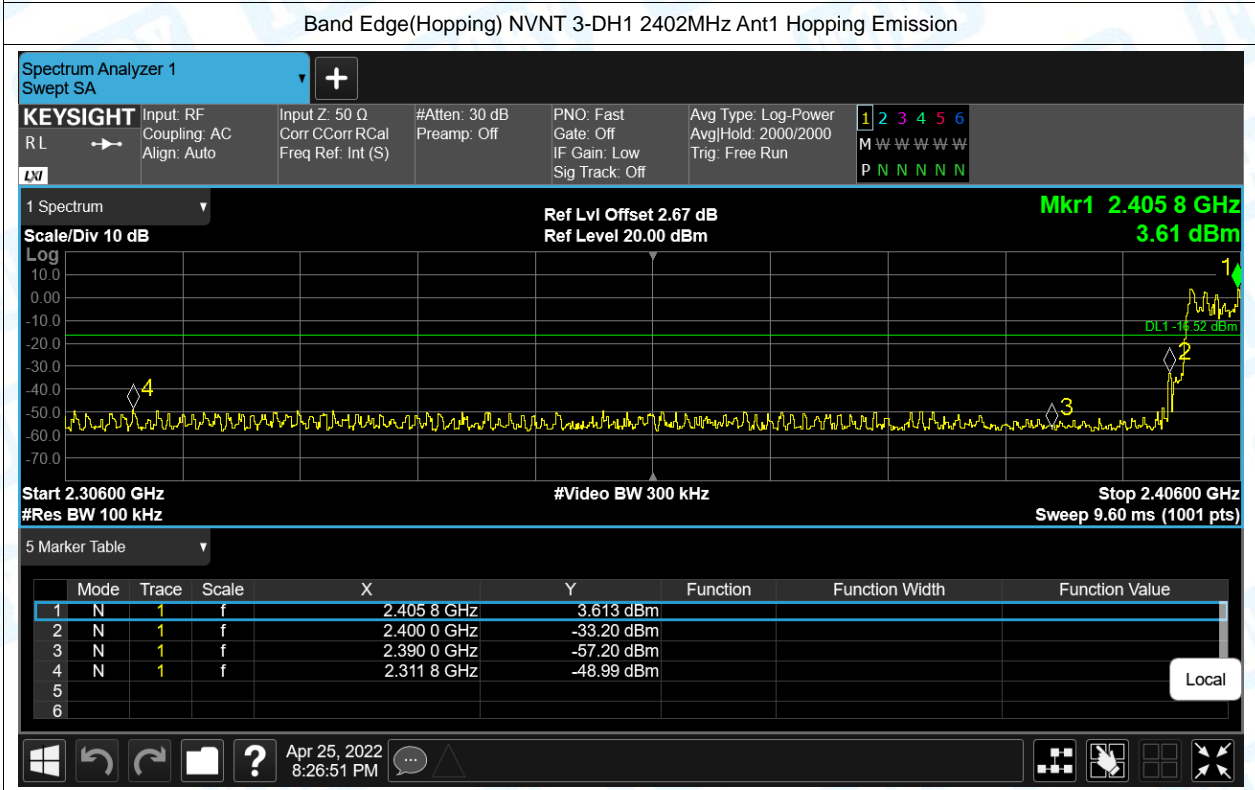 Band Edge(Hopping) NVNT 3-DH1 2402MHz Ant1 Hopping Emission
Spectrum Analyzer 1
Swept SA
KEYSIGHT
R L
LXI
Input: RF
Coupling: AC
Align: Auto
Input Z: 50 Ω
Corr CCorr RCal
Freq Ref: Int (S)
#Atten: 30 dB
Preamp: Off
PNO: Fast
Gate: Off
IF Gain: Low
Sig Track: Off
Avg Type: Log-Power
Avg|Hold: 2000/2000
Trig: Free Run
1 2 3 4 5 6
M W W W W W
P N N N N N
1 Spectrum
Scale/Div 10 dB
Ref Lvl Offset 2.67 dB
Ref Level 20.00 dBm
Mkr1 2.405 8 GHz
3.61 dBm
Log
10.0
0.00
-10.0
-20.0
-30.0
-40.0
-50.0
-60.0
-70.0
1
DL1 -16.52 dBm
2
4
3
Start 2.30600 GHz
#Res BW 100 kHz
#Video BW 300 kHz
Stop 2.40600 GHz
Sweep 9.60 ms (1001 pts)
5 Marker Table
Mode Trace Scale X Y Function Function Width Function Value
1 N 1 f 2.405 8 GHz 3.613 dBm
2 N 1 f 2.400 0 GHz -33.20 dBm
3 N 1 f 2.390 0 GHz -57.20 dBm
4 N 1 f 2.311 8 GHz -48.99 dBm
5
6
Local
?
Apr 25, 2022
8:26:51 PM